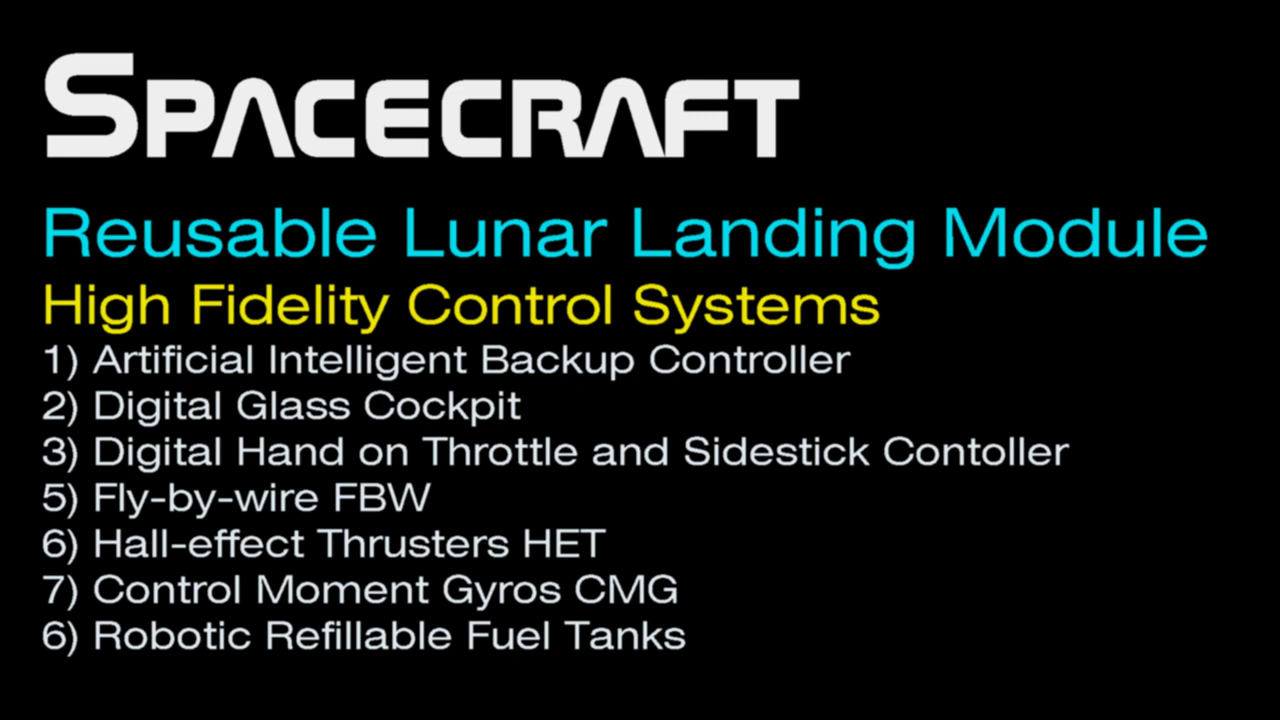 SPACECRAFT
Reusable Lunar Landing Module
High Fidelity Control Systems
1) Artificial Intelligent Backup Controller
2) Digital Glass Cockpit
3) Digital Hand on Throttle and Sidestick Contoller
5) Fly-by-wire FBW
6) Hall-effect Thrusters HET
7) Control Moment Gyros CMG
6) Robotic Refillable Fuel Tanks